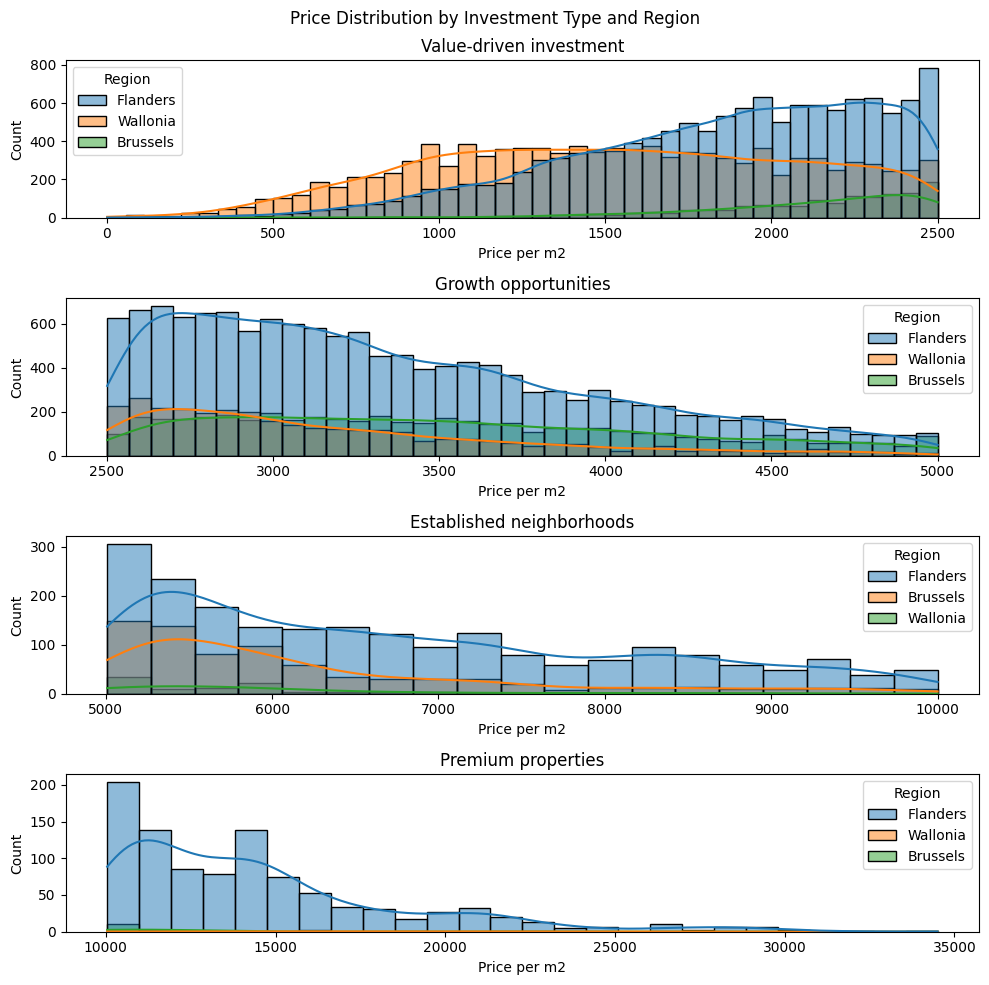 Price Distribution by Investment Type and Region
Value-driven investment
Region
Flanders
Wallonia
Brussels
Count
800
600
400
200
0
0 500 1000 1500 2000 2500
Price per m2
Growth opportunities
Region
Flanders
Wallonia
Brussels
Count
600
400
200
0
2500 3000 3500 4000 4500 5000
Price per m2
Established neighborhoods
Region
Flanders
Brussels
Wallonia
Count
300
200
100
0
5000 6000 7000 8000 9000 10000
Price per m2
Premium properties
Region
Flanders
Wallonia
Brussels
Count
200
150
100
50
0
10000 15000 20000 25000 30000 35000
Price per m2